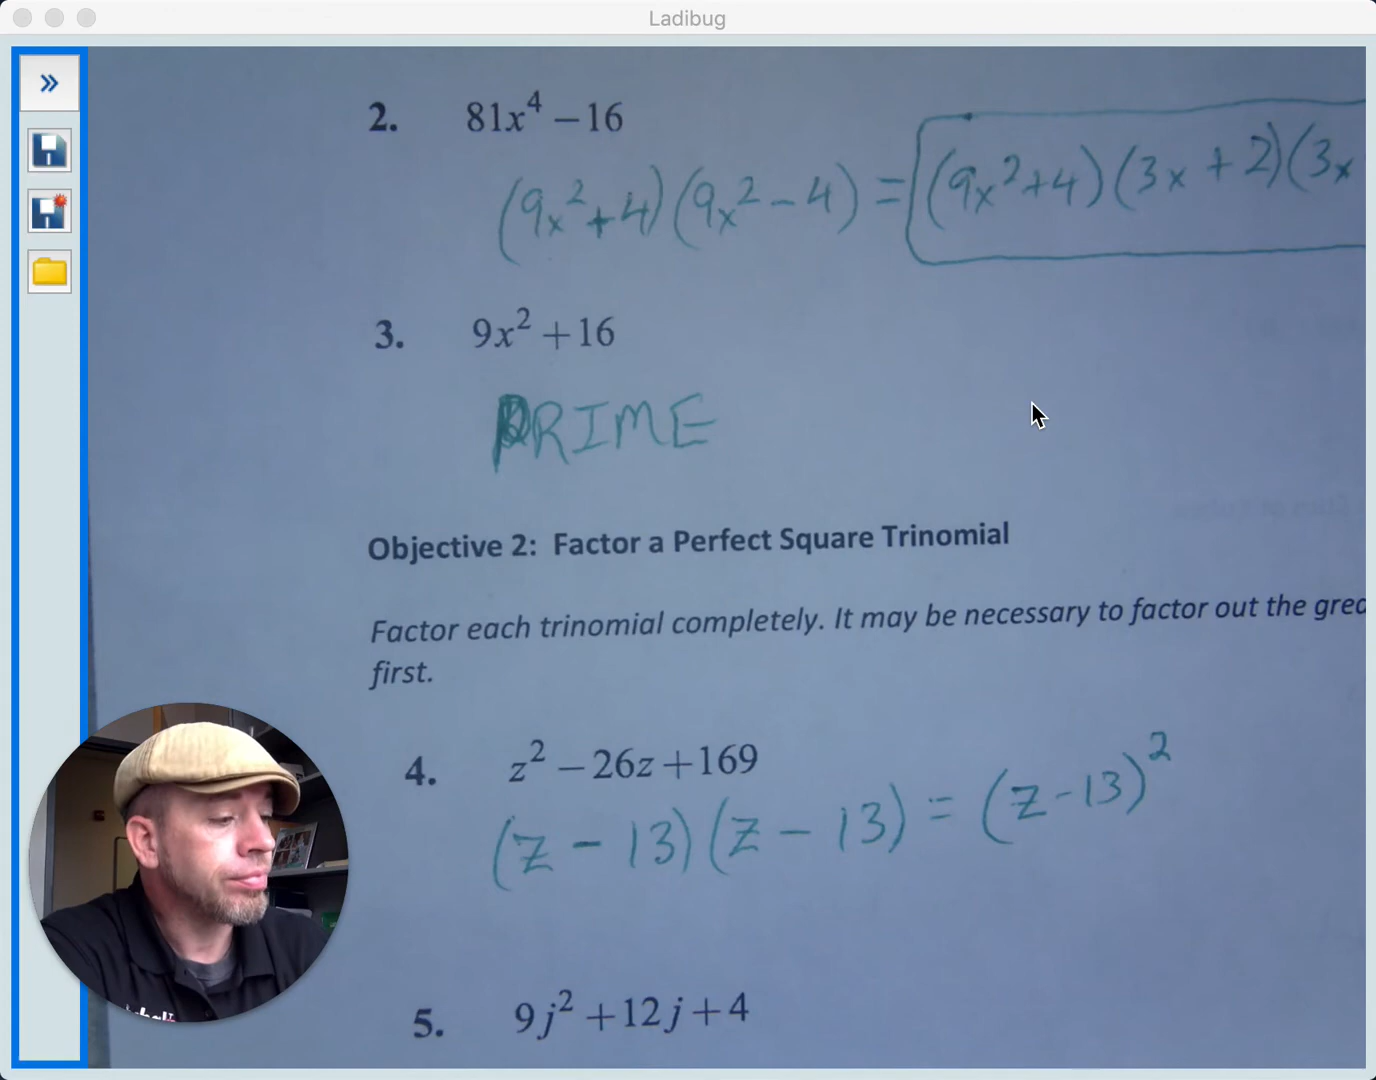 Ladibug
2. 81x⁴ – 16
(9x²+4)(9x²-4) = (9x²+4)(3x+2)(3x
3. 9x² + 16
PRIME
Objective 2: Factor a Perfect Square Trinomial
Factor each trinomial completely. It may be necessary to factor out the grea
first.
4. z² – 26z + 169
(z - 13)(z - 13) = (z-13)²
5. 9j² + 12j + 4